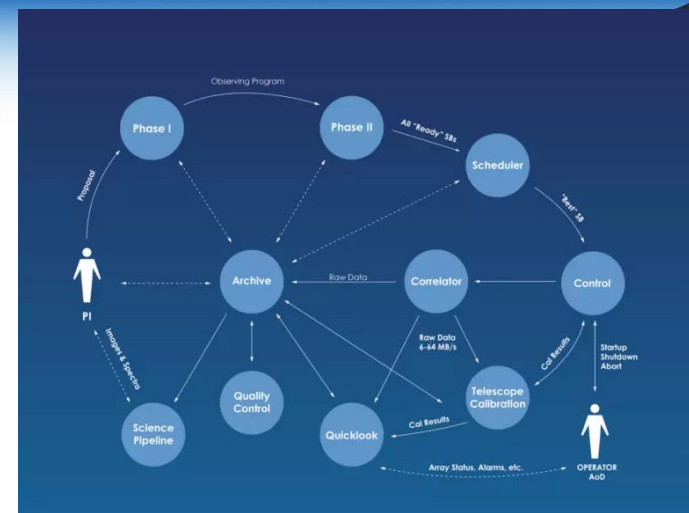 Observing Program
Phase I
Phase II
All "Ready" SBs
Scheduler
Proposal
"Best" SB
PI
Archive
Raw Data
Correlator
Control
Images & Spectra
Raw Data
6-64 MB/s
Cal Results
Startup
Shutdown
Abort
Quality
Control
Telescope
Calibration
Science
Pipeline
Quicklook
Cal Results
Array Status, Alarms, etc.
OPERATOR
AoD